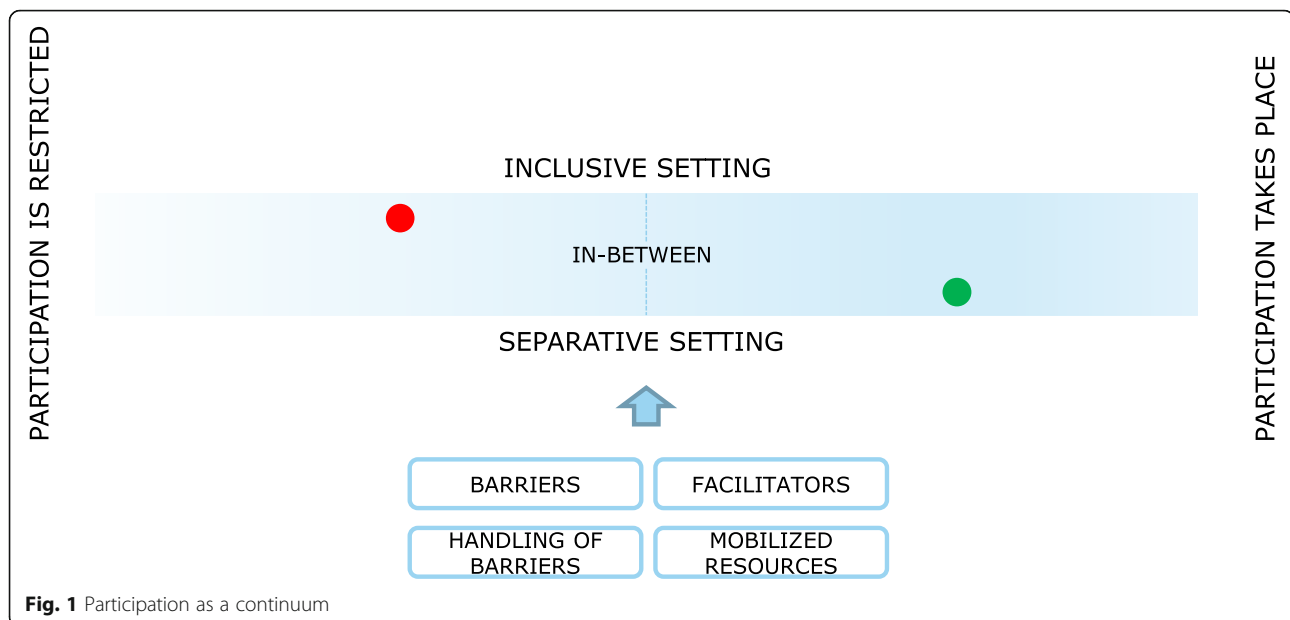 PARTICIPATION IS RESTRICTED
INCLUSIVE SETTING
IN-BETWEEN
SEPARATIVE SETTING
PARTICIPATION TAKES PLACE
BARRIERS
FACILITATORS
HANDLING OF
BARRIERS
MOBILIZED
RESOURCES
Fig. 1 Participation as a continuum